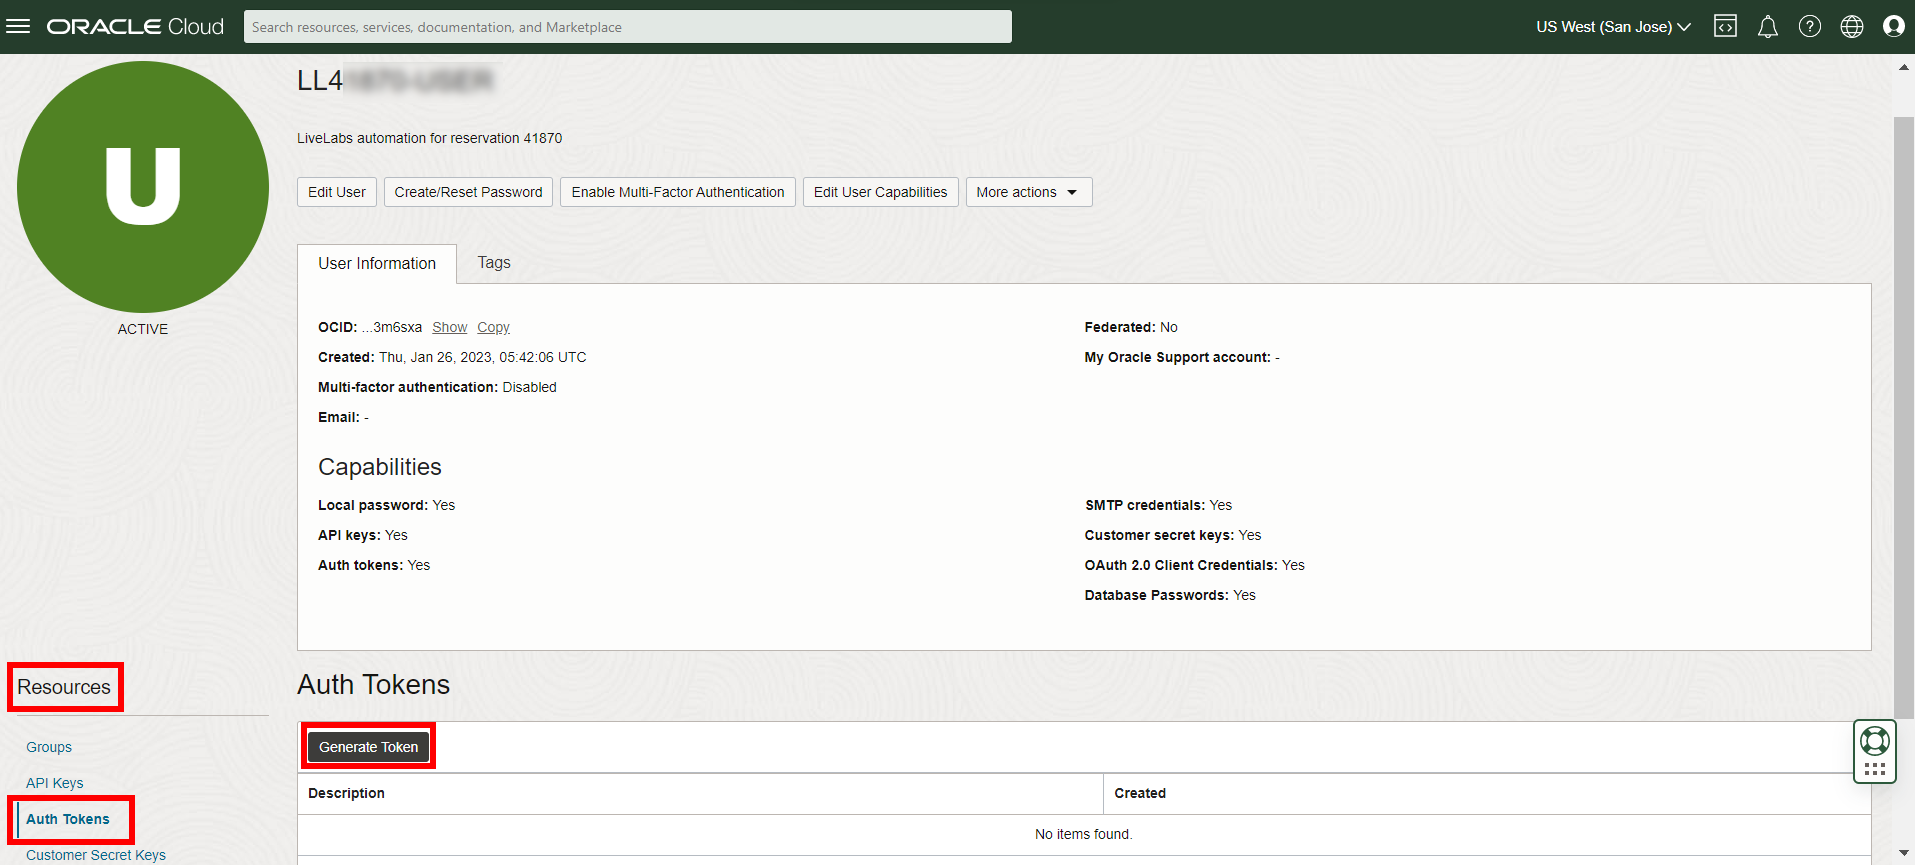 ORACLE Cloud
Search resources, services, documentation, and Marketplace
US West (San Jose)
U
ACTIVE
LL4
LiveLabs automation for reservation 41870
Edit User
Create/Reset Password
Enable Multi-Factor Authentication
Edit User Capabilities
More actions
User Information
Tags
OCID: ...3m6sxa Show Copy
Created: Thu, Jan 26, 2023, 05:42:06 UTC
Multi-factor authentication: Disabled
Email: -
Federated: No
My Oracle Support account: -
Capabilities
Local password: Yes
API keys: Yes
Auth tokens: Yes
SMTP credentials: Yes
Customer secret keys: Yes
OAuth 2.0 Client Credentials: Yes
Database Passwords: Yes
Resources
Groups
API Keys
Auth Tokens
Customer Secret Keys
Auth Tokens
Generate Token
Description
Created
No items found.